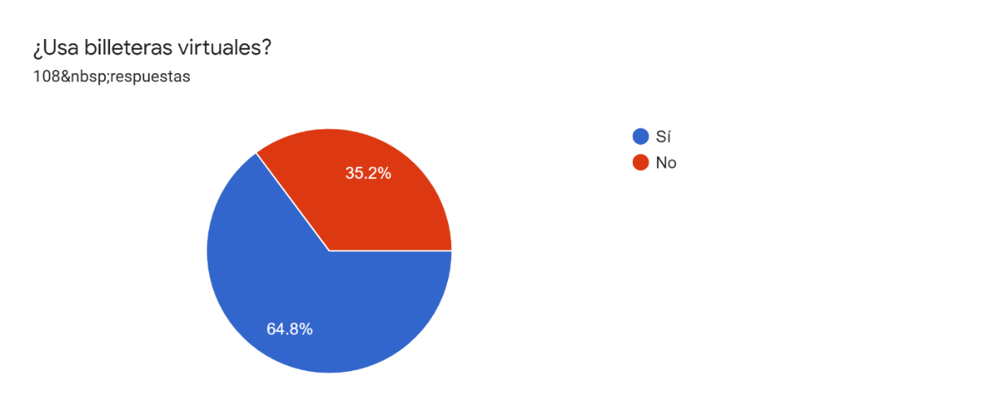 ¿Usa billeteras virtuales?
108&nbsp;respuestas
Sí
No
35.2%
64.8%